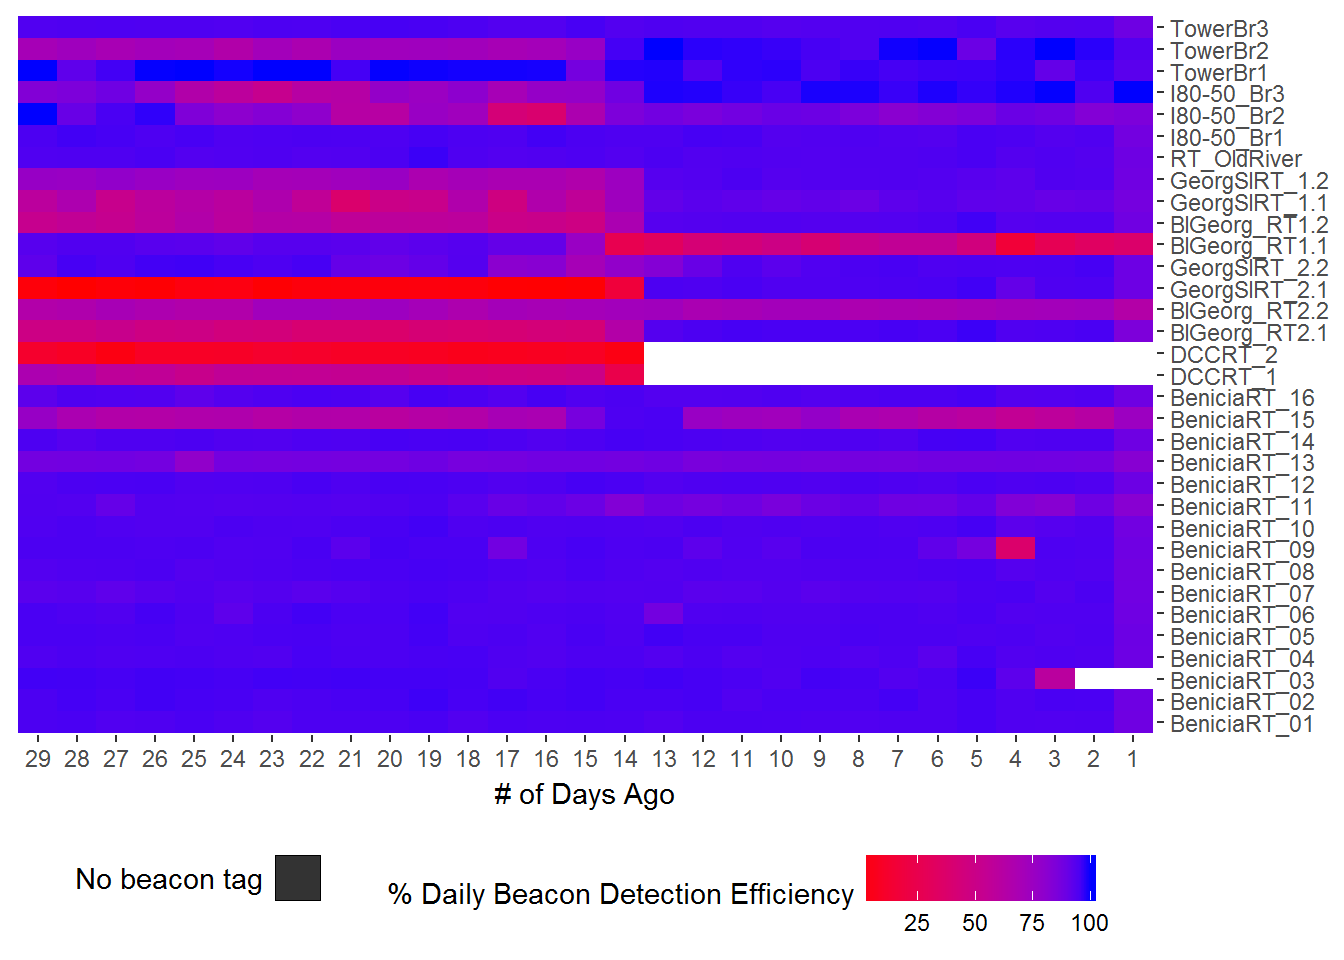 TowerBr3
TowerBr2
TowerBr1
I80-50_Br3
I80-50_Br2
I80-50_Br1
RT_OldRiver
GeorgSlRT_1.2
GeorgSlRT_1.1
BlGeorg_RT1.2
BlGeorg_RT1.1
GeorgSlRT_2.2
GeorgSlRT_2.1
BlGeorg_RT2.2
BlGeorg_RT2.1
DCCRT_2
DCCRT_1
BeniciaRT_16
BeniciaRT_15
BeniciaRT_14
BeniciaRT_13
BeniciaRT_12
BeniciaRT_11
BeniciaRT_10
BeniciaRT_09
BeniciaRT_08
BeniciaRT_07
BeniciaRT_06
BeniciaRT_05
BeniciaRT_04
BeniciaRT_03
BeniciaRT_02
BeniciaRT_01
29 28 27 26 25 24 23 22 21 20 19 18 17 16 15 14 13 12 11 10 9 8 7 6 5 4 3 2 1
# of Days Ago
No beacon tag
% Daily Beacon Detection Efficiency
25 50 75 100